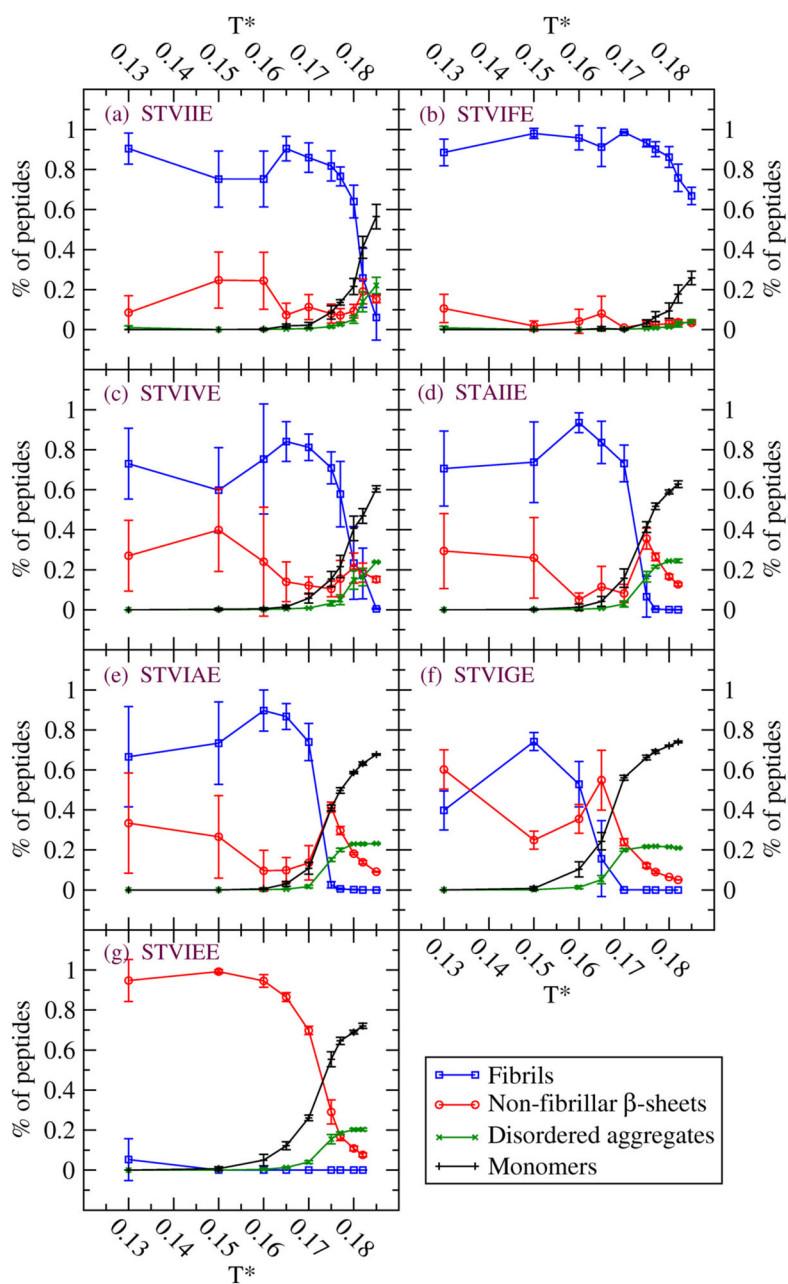 T* T*
0.13 0.14 0.15 0.16 0.17 0.18 0.13 0.14 0.15 0.16 0.17 0.18
(a) STVIIE (b) STVIFE
1 0.8 0.6 0.4 0.2 0
% of peptides
1 0.8 0.6 0.4 0.2 0
% of peptides
(c) STVIVE (d) STAIIE
1 0.8 0.6 0.4 0.2 0
% of peptides
1 0.8 0.6 0.4 0.2 0
% of peptides
(e) STVIAE (f) STVIGE
1 0.8 0.6 0.4 0.2 0
% of peptides
1 0.8 0.6 0.4 0.2 0
% of peptides
0.13 0.14 0.15 0.16 0.17 0.18
T*
(g) STVIEE
1 0.8 0.6 0.4 0.2 0
% of peptides
0.13 0.14 0.15 0.16 0.17 0.18
T*
Fibrils
Non-fibrillar β-sheets
Disordered aggregates
Monomers